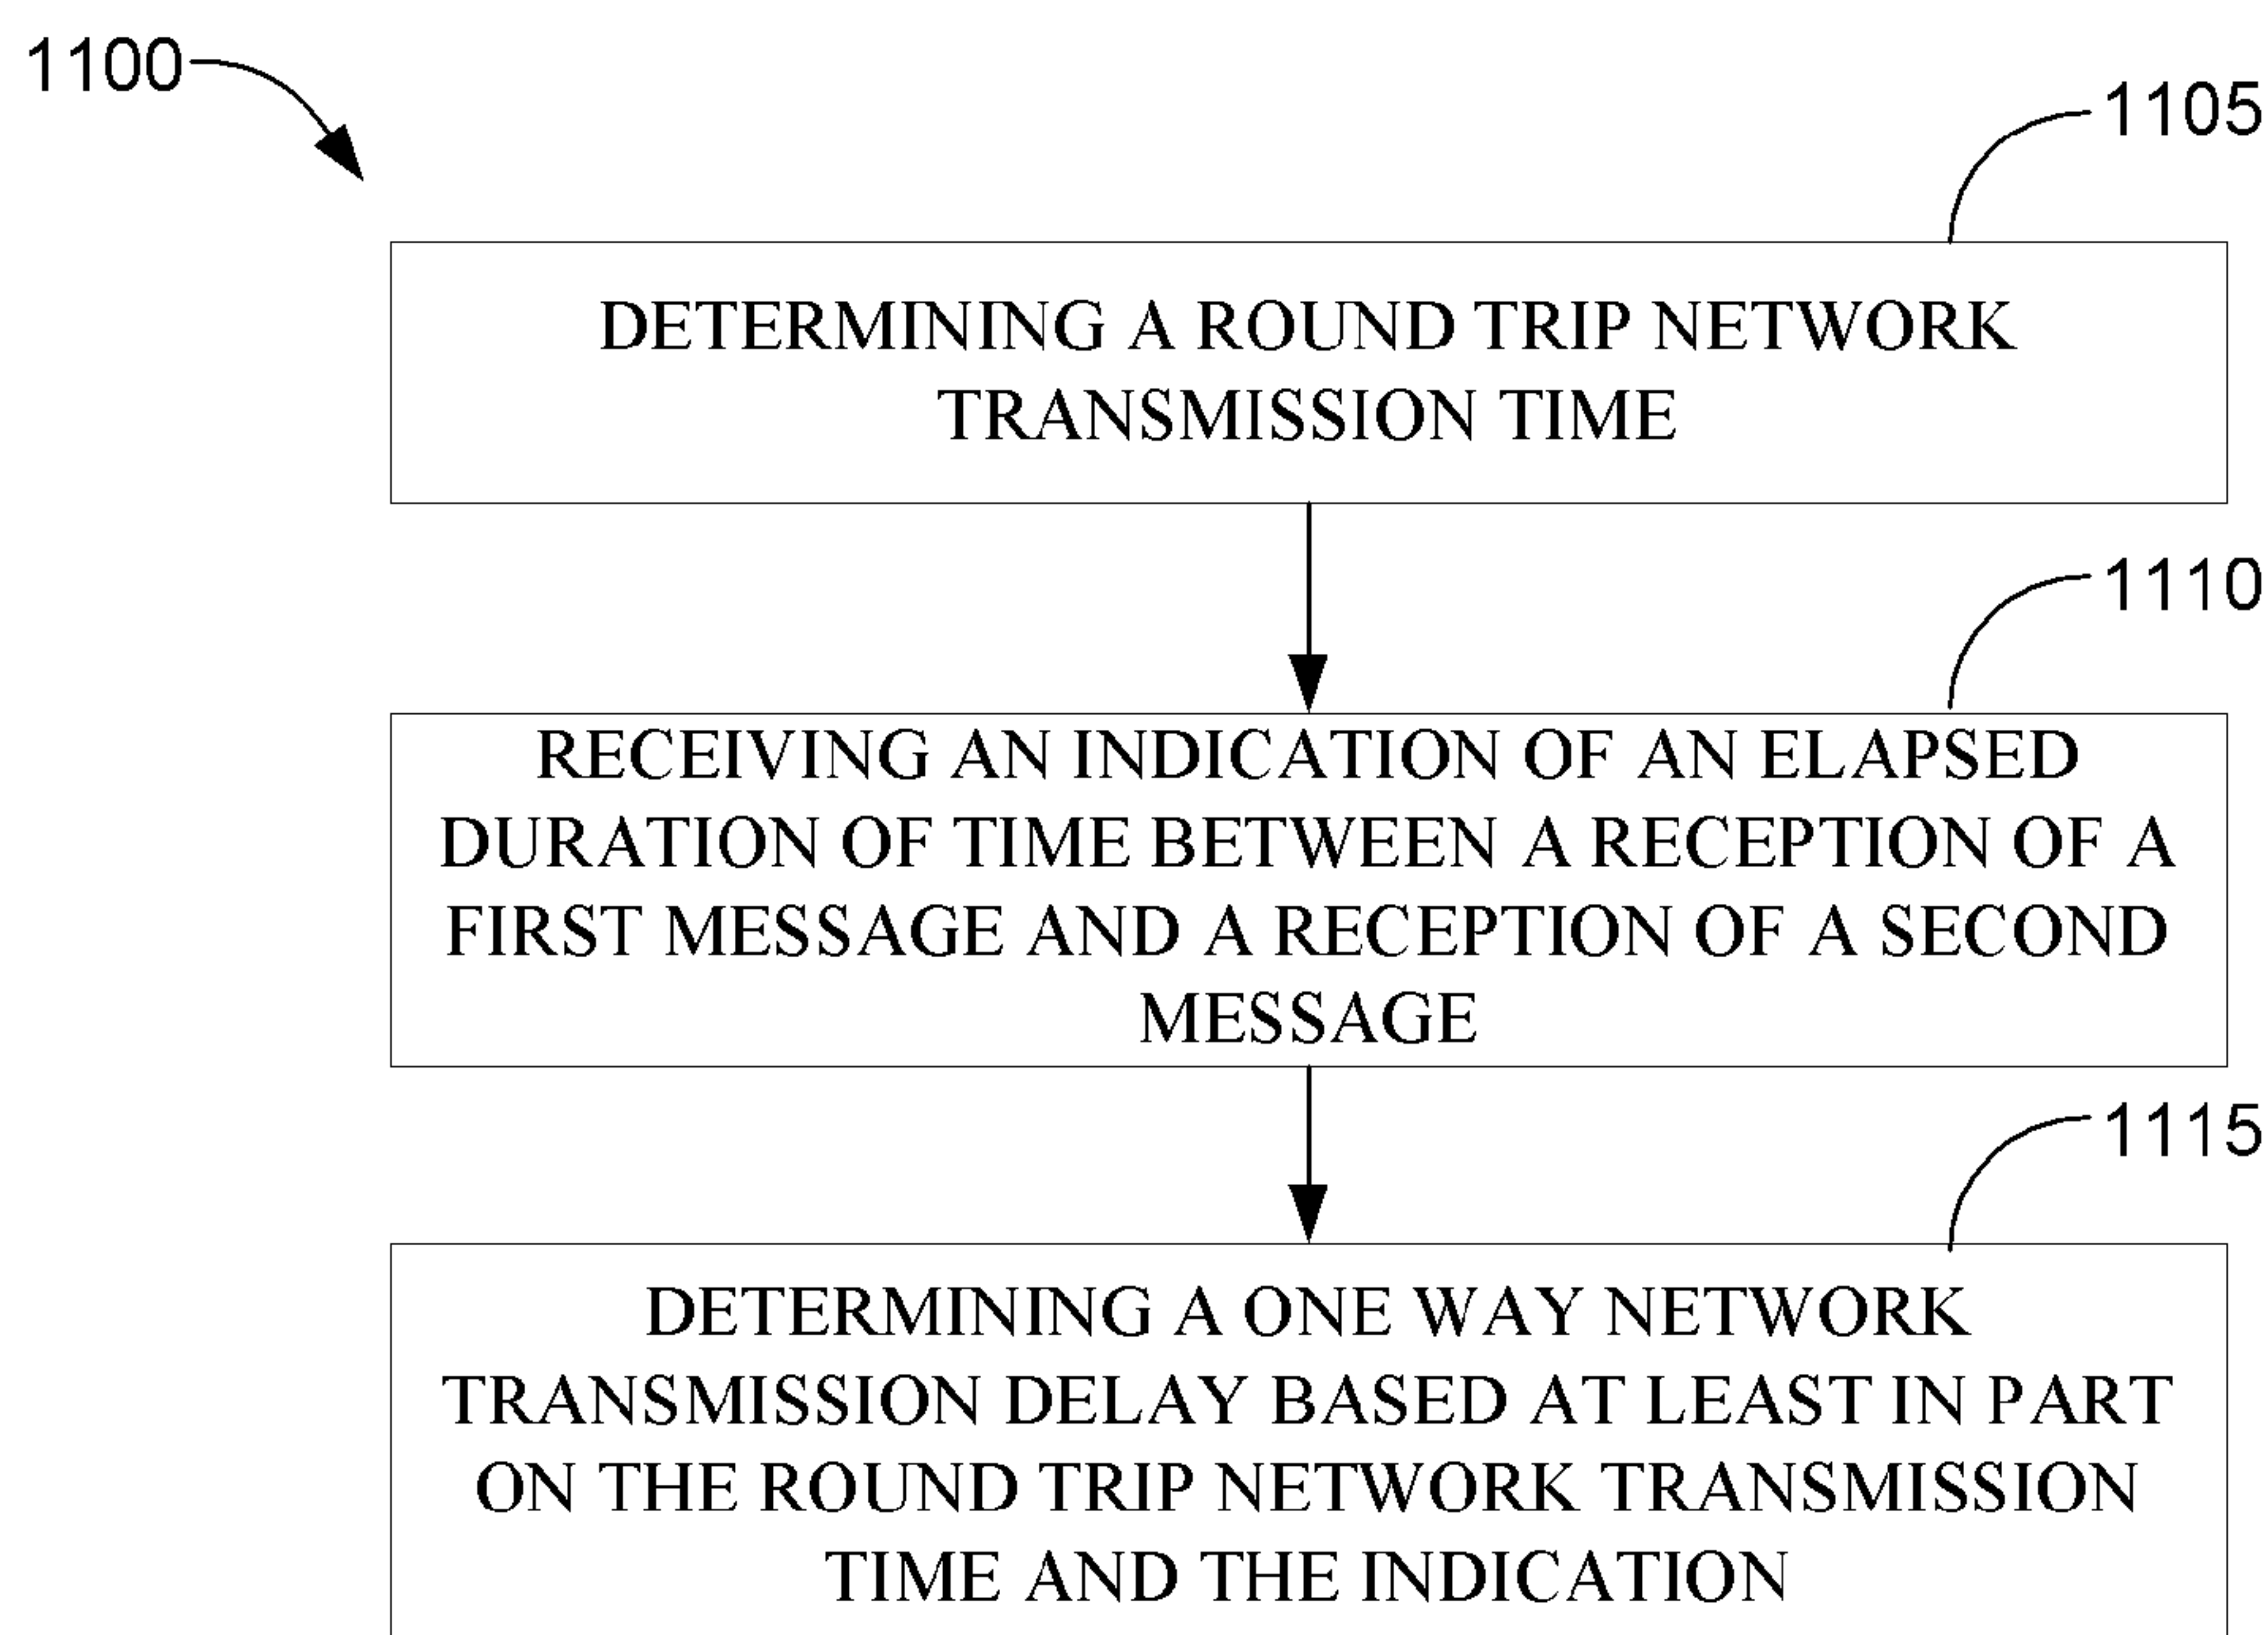 1100
1105
DETERMINING A ROUND TRIP NETWORK
TRANSMISSION TIME
1110
RECEIVING AN INDICATION OF AN ELAPSED
DURATION OF TIME BETWEEN A RECEPTION OF A
FIRST MESSAGE AND A RECEPTION OF A SECOND
MESSAGE
1115
DETERMINING A ONE WAY NETWORK
TRANSMISSION DELAY BASED AT LEAST IN PART
ON THE ROUND TRIP NETWORK TRANSMISSION
TIME AND THE INDICATION